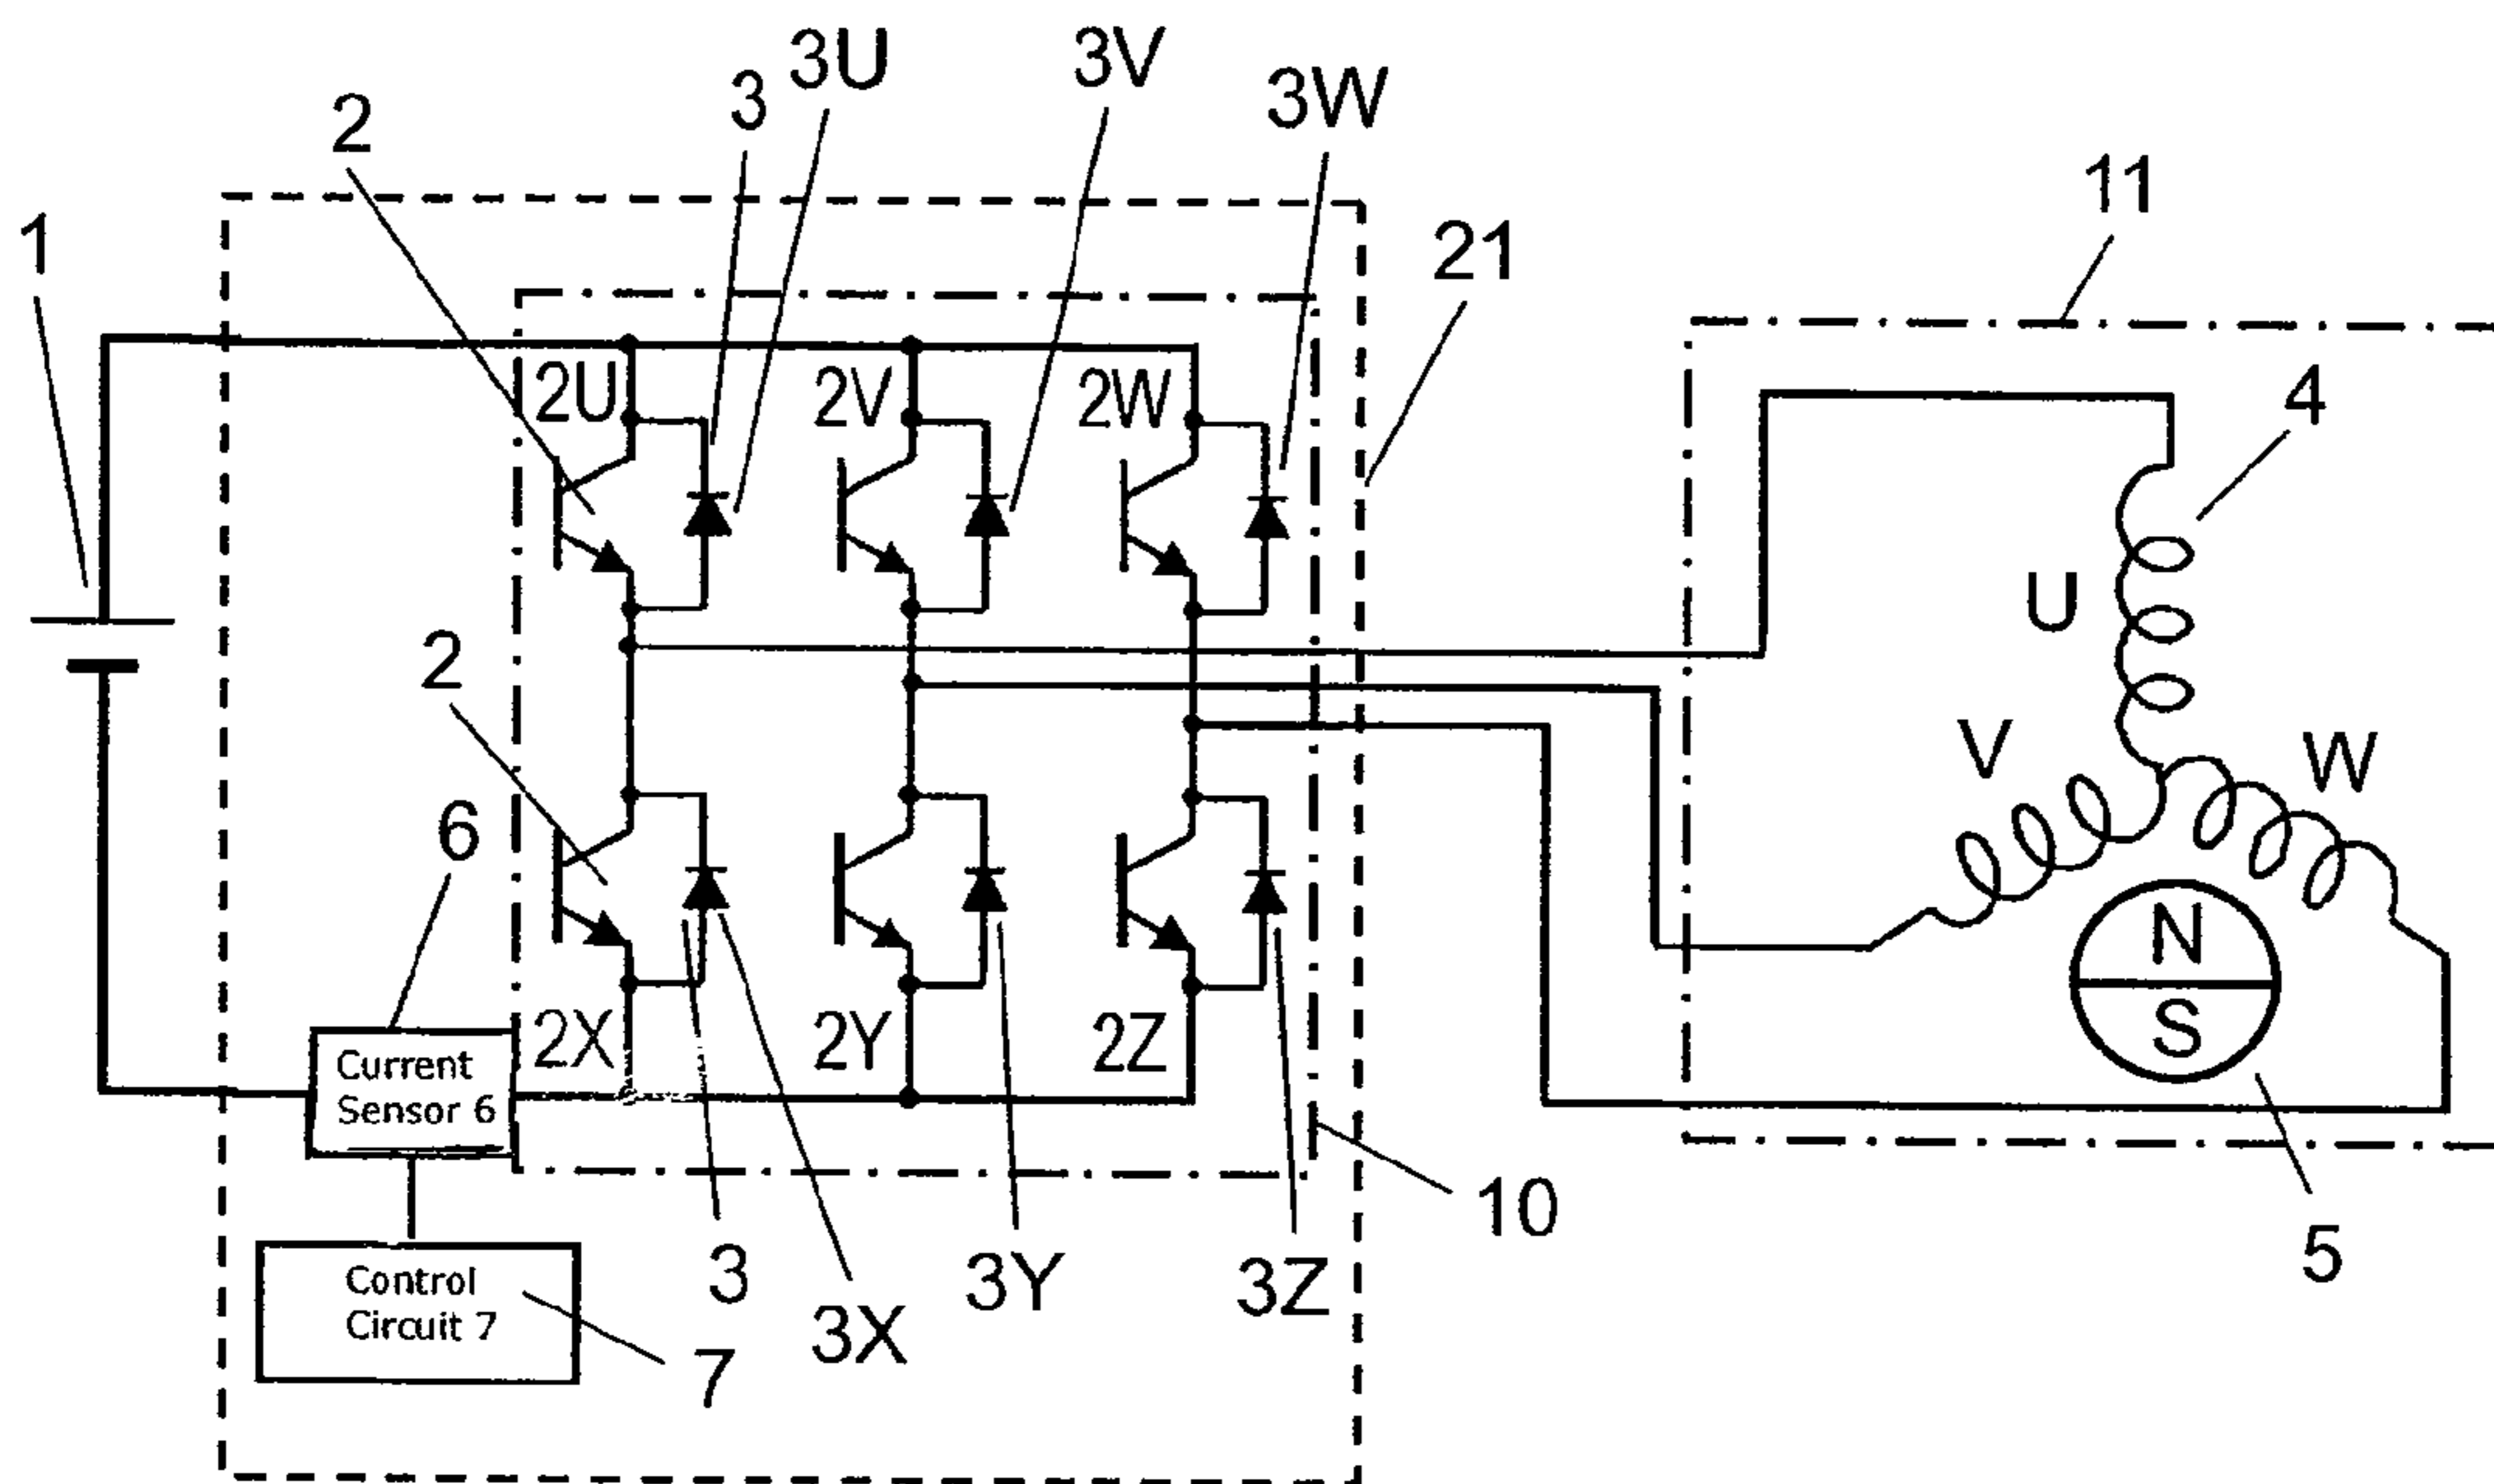 3U
3V
3
3W
2
11
1
21
2U
2V
2W
4
U
2
V
W
6
N
S
2X
2Y
2Z
Current
Sensor 6
10
3
3Y
3Z
5
Control
Circuit 7
3X
7